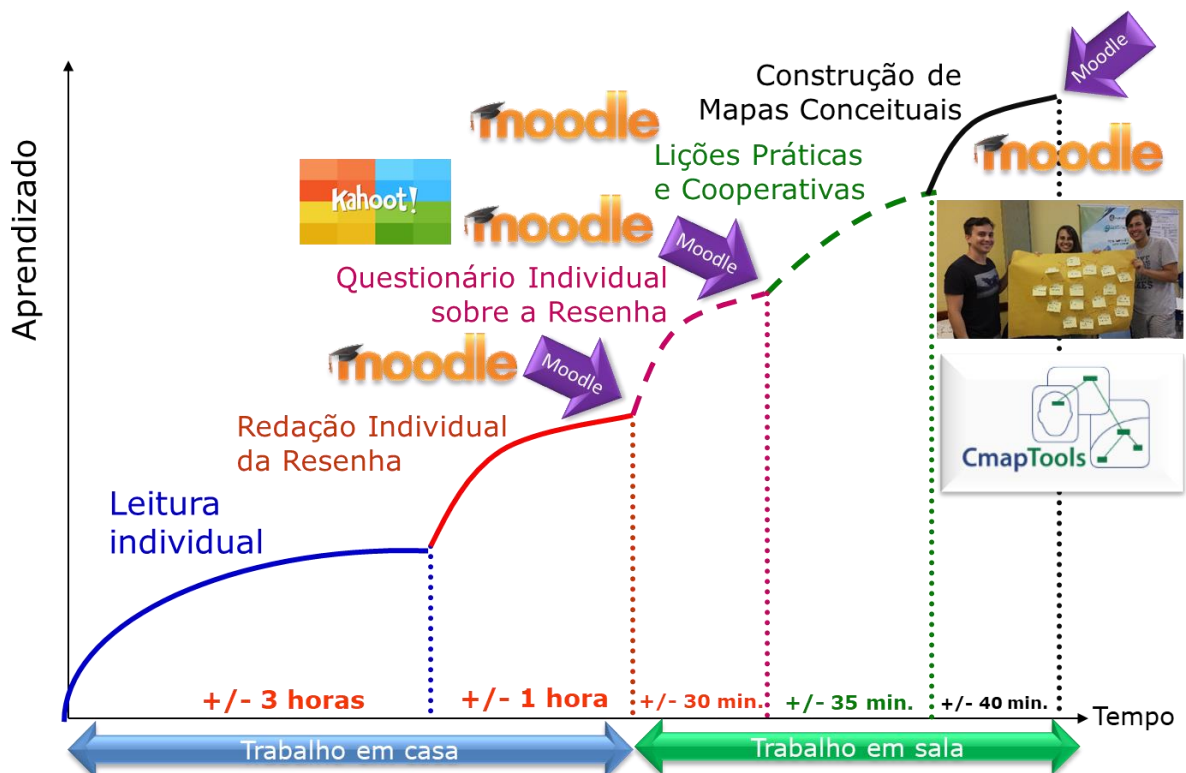 Aprendizado
Construção de
Mapas Conceituais
Moodle
moodle
moodle
Lições Práticas
e Cooperativas
Kahoot!
moodle
Moodle
Questionário Individual
sobre a Resenha
moodle
Moodle
CmapTools
Redação Individual
da Resenha
Leitura
individual
+/- 3 horas
+/- 1 hora
+/- 30 min.
+/- 35 min.
+/- 40 min.
Tempo
Trabalho em casa
Trabalho em sala